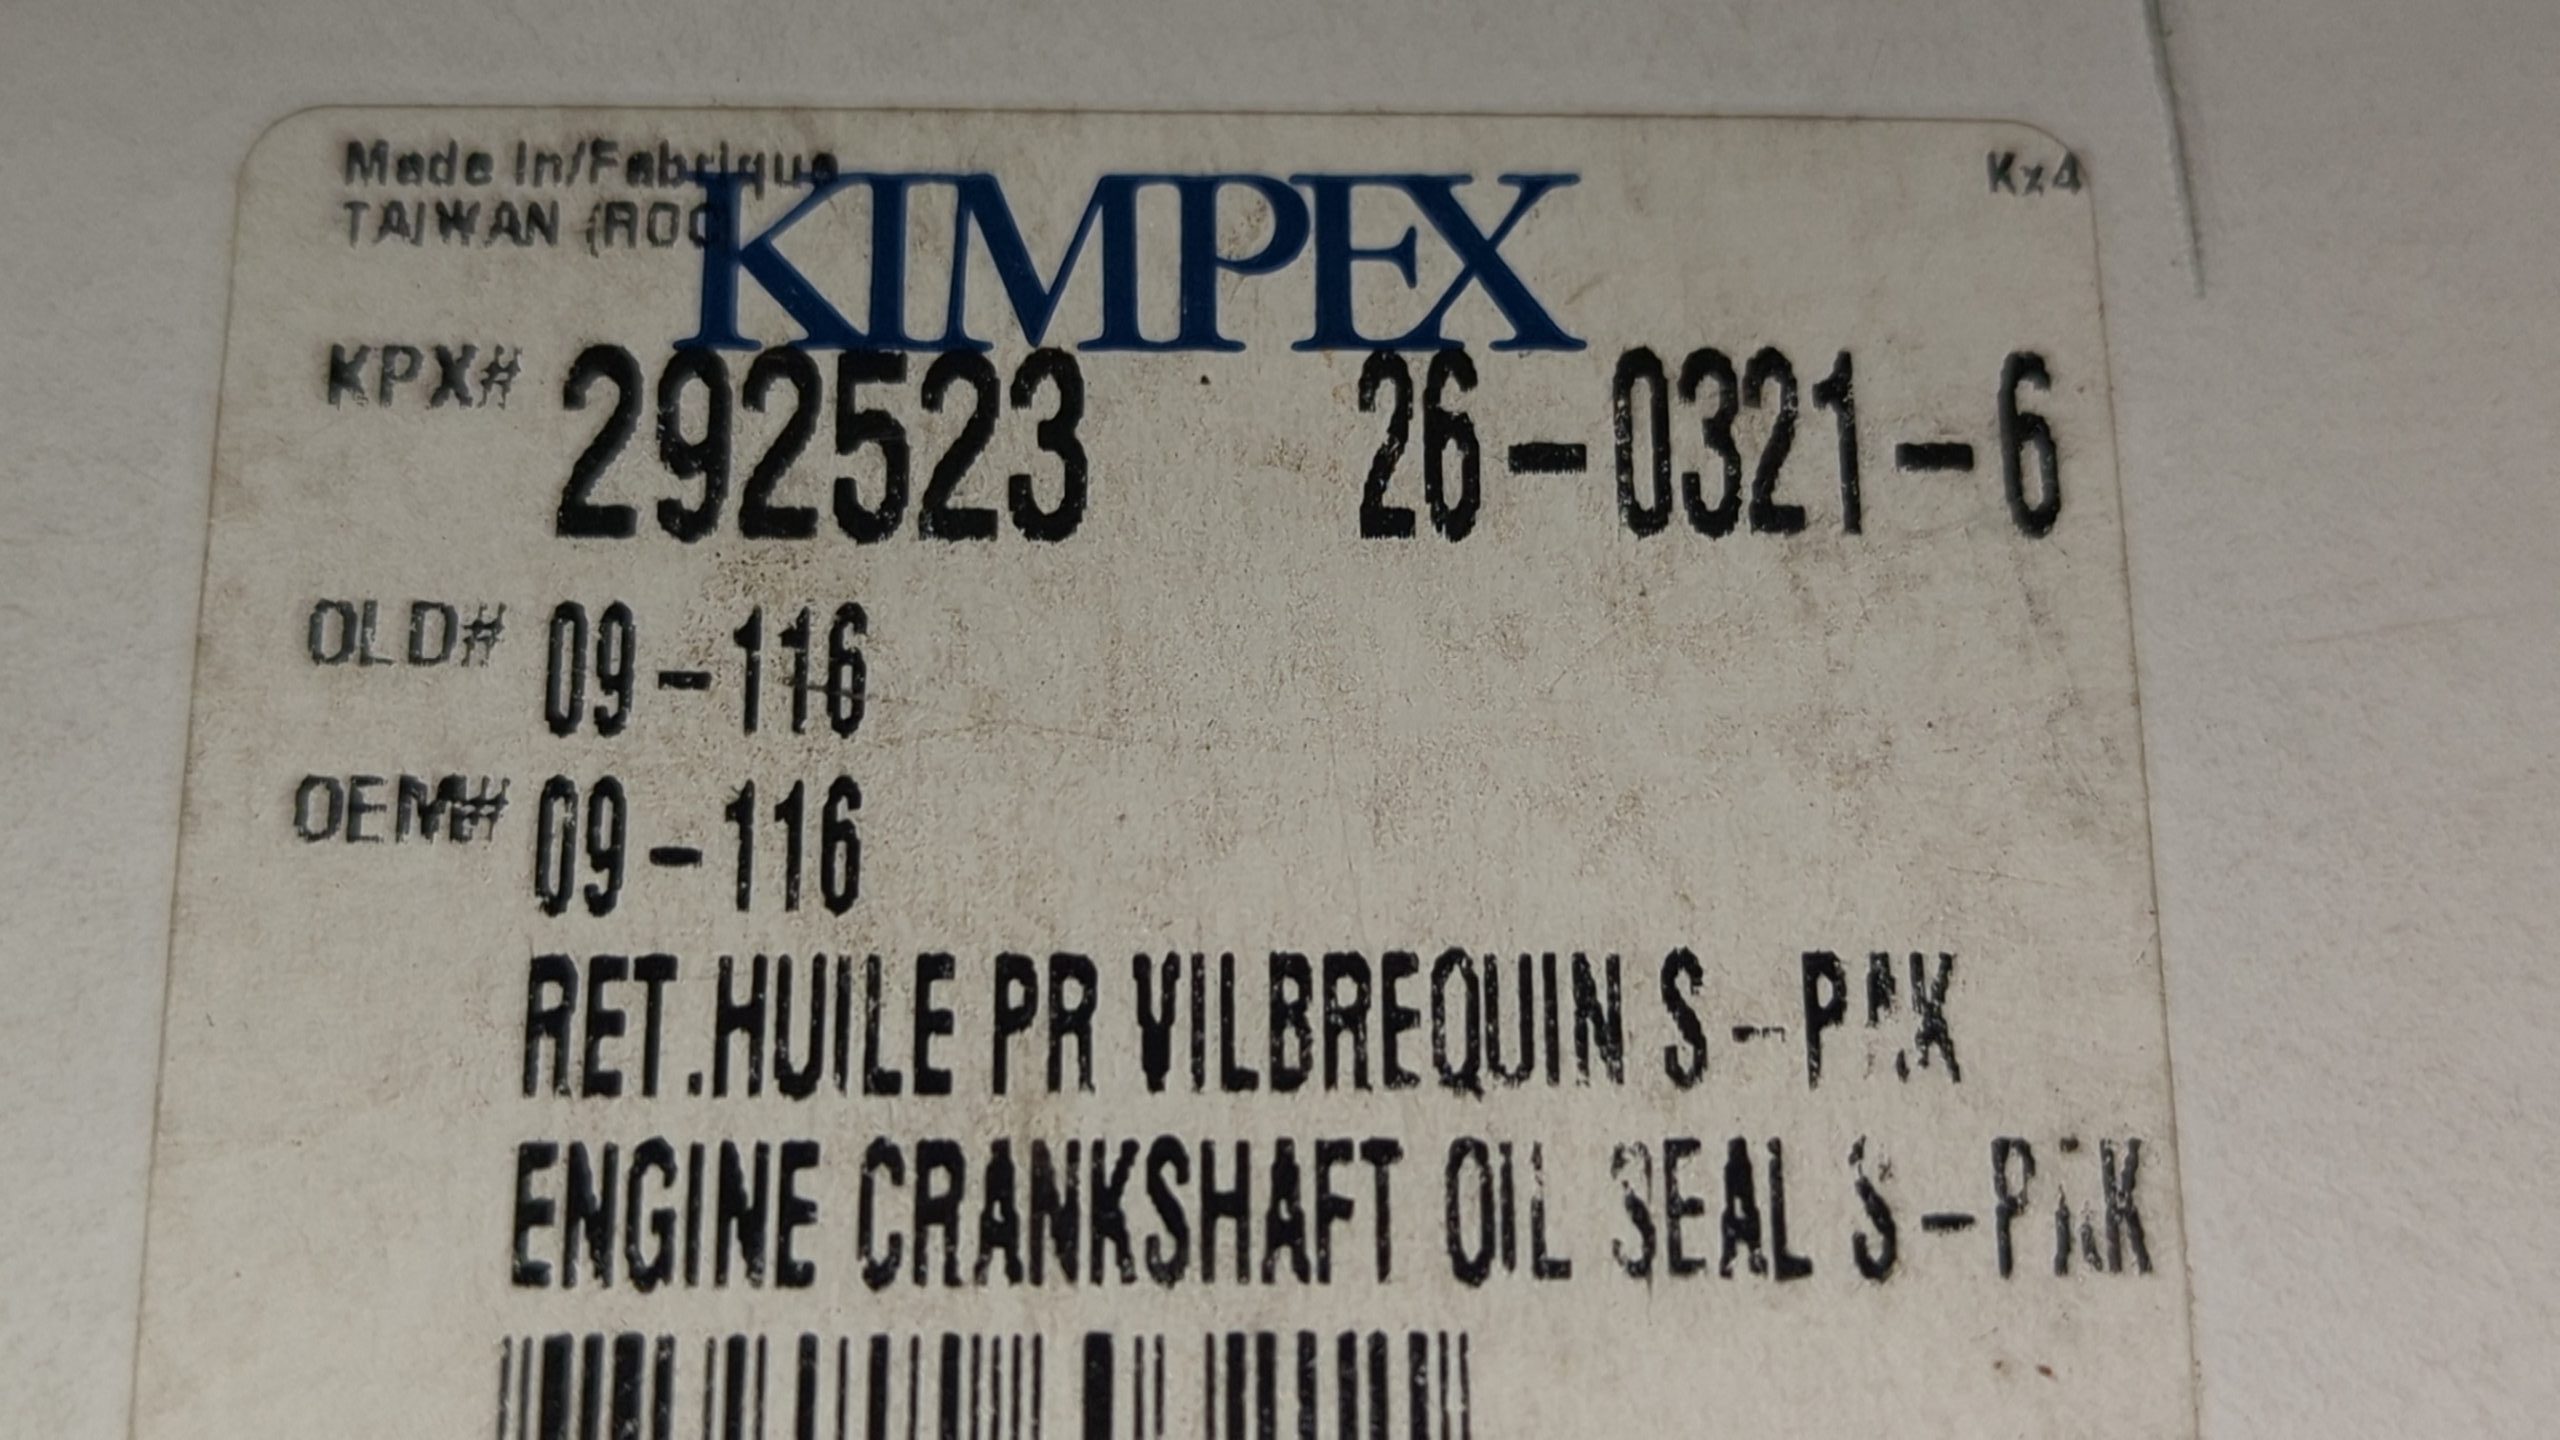 Made In/Fabrique
TAIWAN (ROC)
KIMPEX
Kx4
KPX# 292523 26-0321-6
OLD# 09-116
OEM# 09-116
RET.HUILE PR VILBREQUIN S-PAK
ENGINE CRANKSHAFT OIL SEAL S-PAK